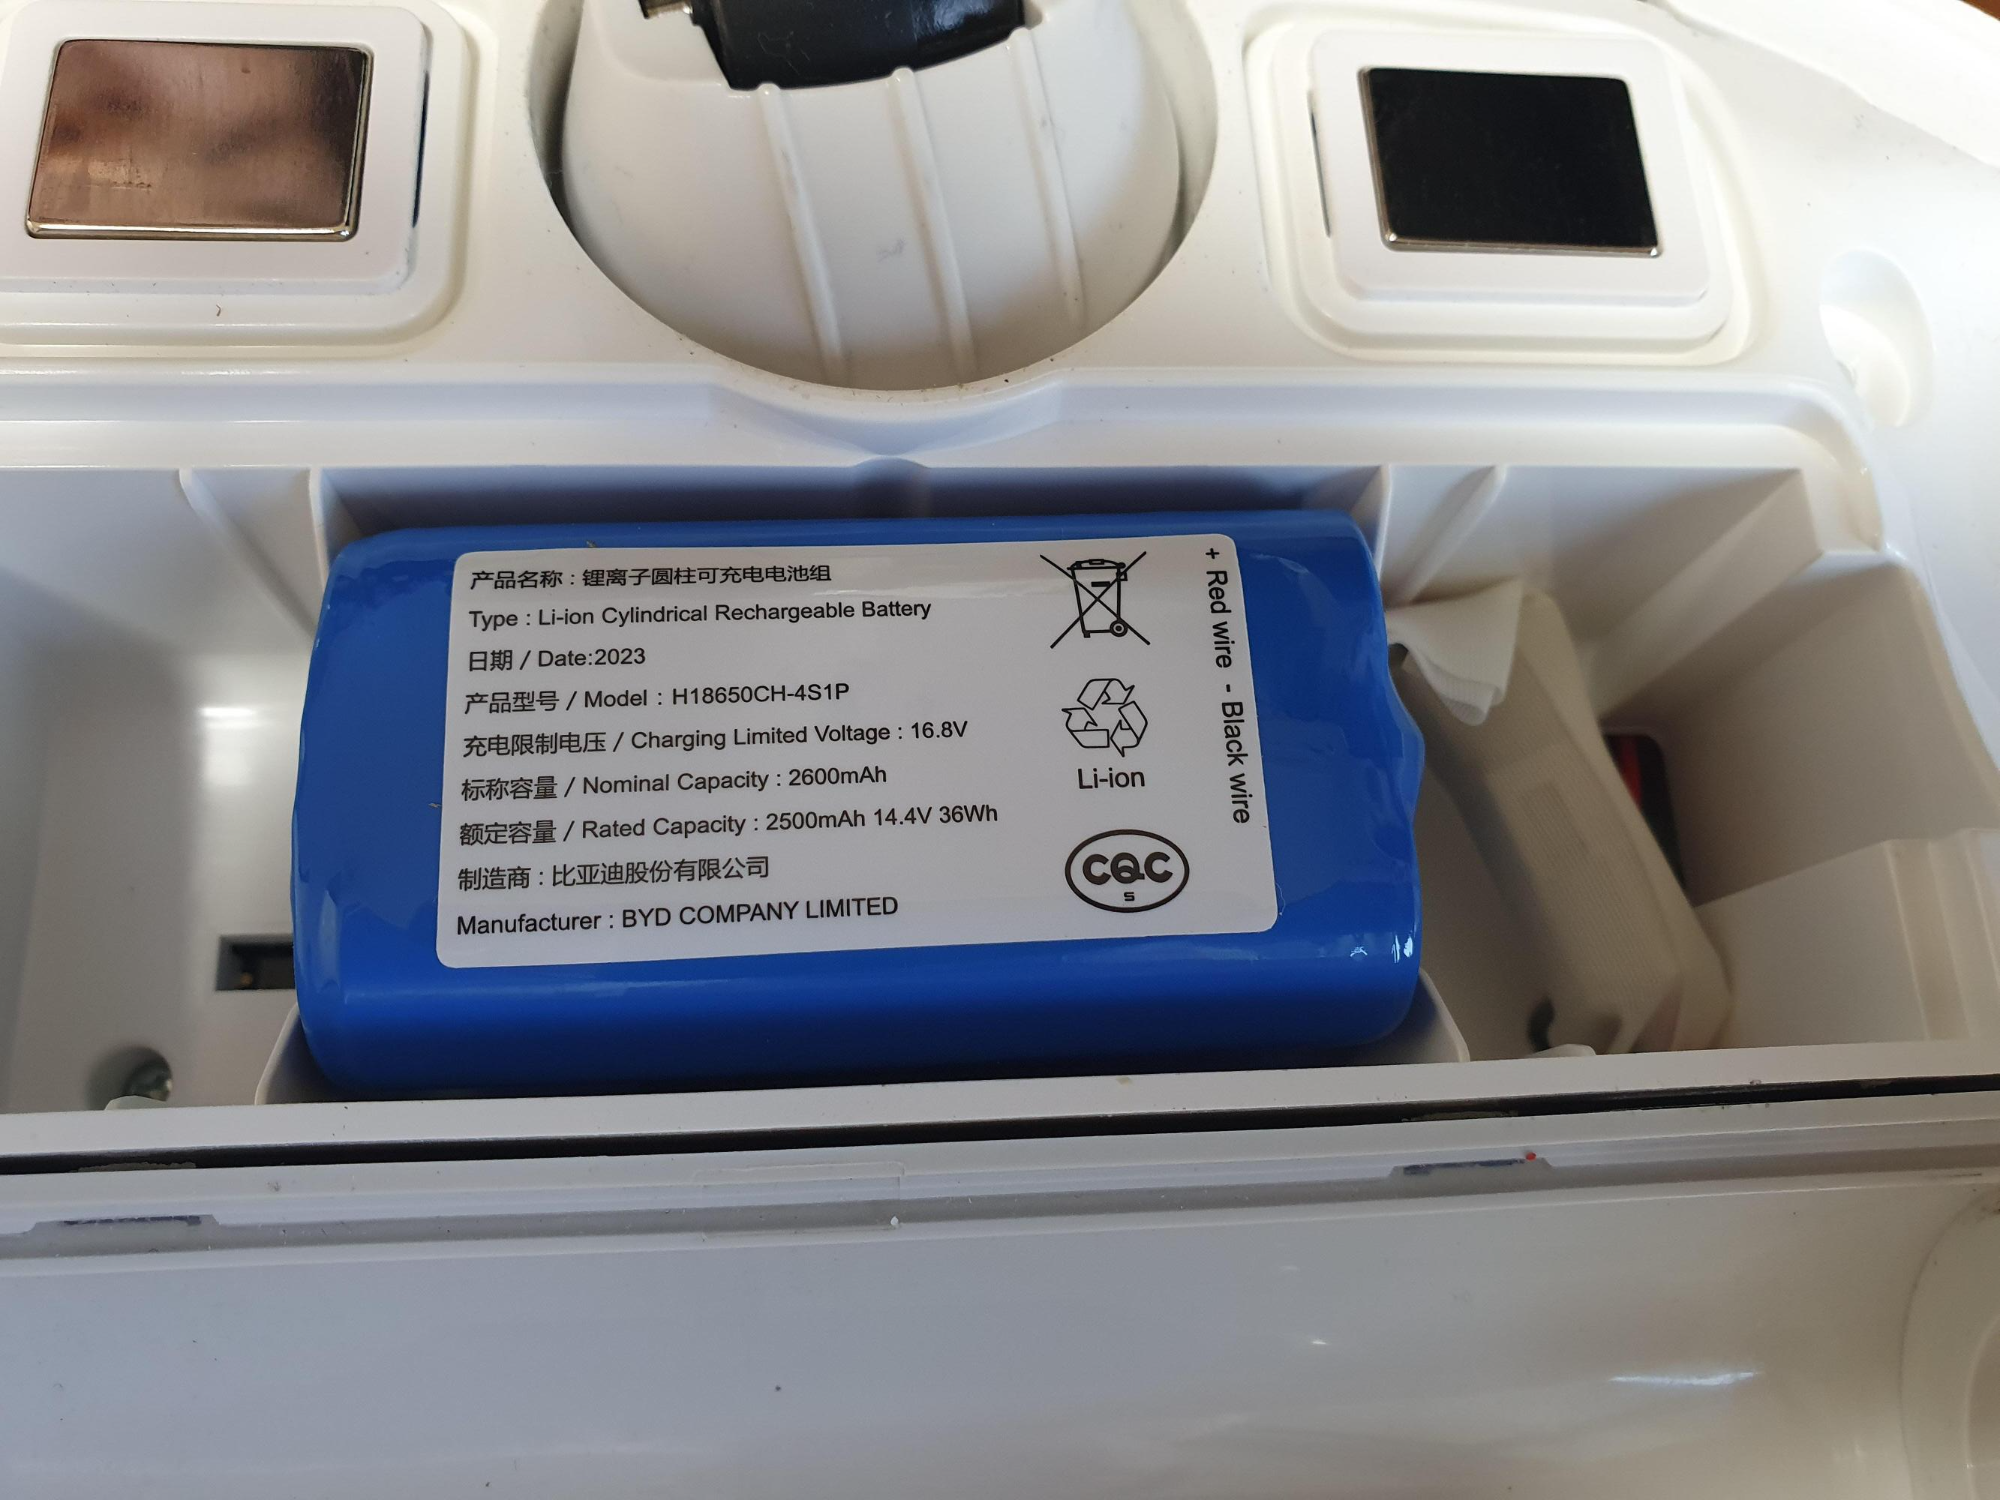 产品名称 : 锂离子圆柱可充电电池组
Type : Li-ion Cylindrical Rechargeable Battery
日期 / Date:2023
产品型号 / Model : H18650CH-4S1P
充电限制电压 / Charging Limited Voltage : 16.8V
标称容量 / Nominal Capacity : 2600mAh
额定容量 / Rated Capacity : 2500mAh 14.4V 36Wh
制造商 : 比亚迪股份有限公司
Manufacturer : BYD COMPANY LIMITED
Li-ion
CQC
S
+ Red wire - Black wire